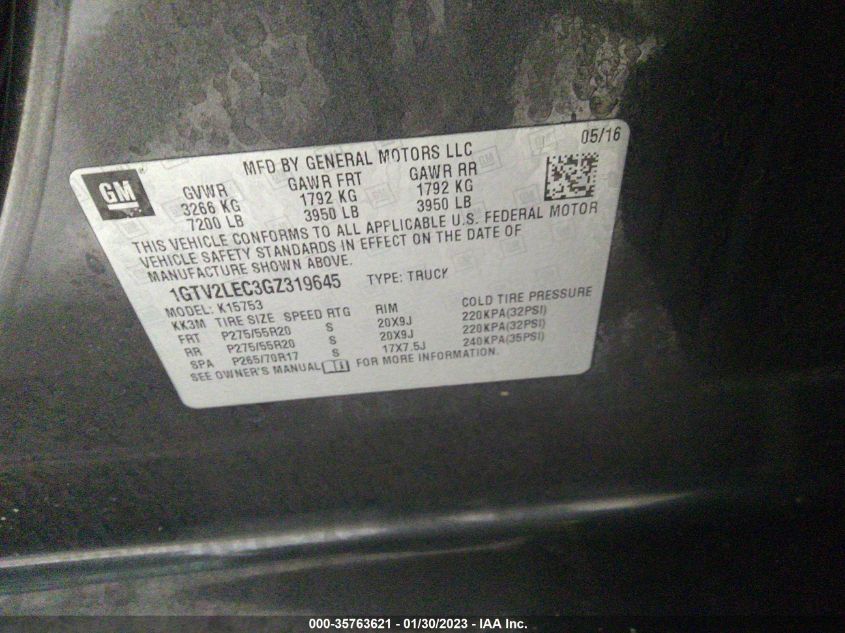 GM
MFD BY GENERAL MOTORS LLC
05/16
GVWR GAWR FRT GAWR RR
3266 KG 1792 KG 1792 KG
7200 LB 3950 LB 3950 LB
THIS VEHICLE CONFORMS TO ALL APPLICABLE U.S. FEDERAL MOTOR
VEHICLE SAFETY STANDARDS IN EFFECT ON THE DATE OF
MANUFACTURE SHOWN ABOVE.
1GTV2LEC3GZ319645 TYPE: TRUCK
MODEL: K15753
KK3M TIRE SIZE SPEED RTG RIM COLD TIRE PRESSURE
FRT P275/55R20 S 20X9J 220KPA(32PSI)
RR P275/55R20 S 20X9J 220KPA(32PSI)
SPA P265/70R17 S 17X7.5J 240KPA(35PSI)
SEE OWNER'S MANUAL FOR MORE INFORMATION.
000-35763621 - 01/30/2023 - IAA Inc.